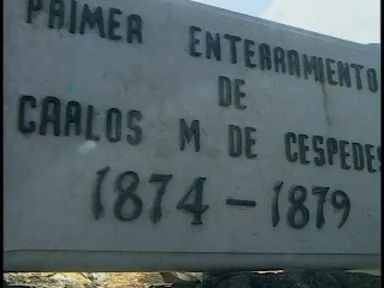 PRIMER ENTERRAMIENTO
DE
CARLOS M DE CESPEDES
1874-1879